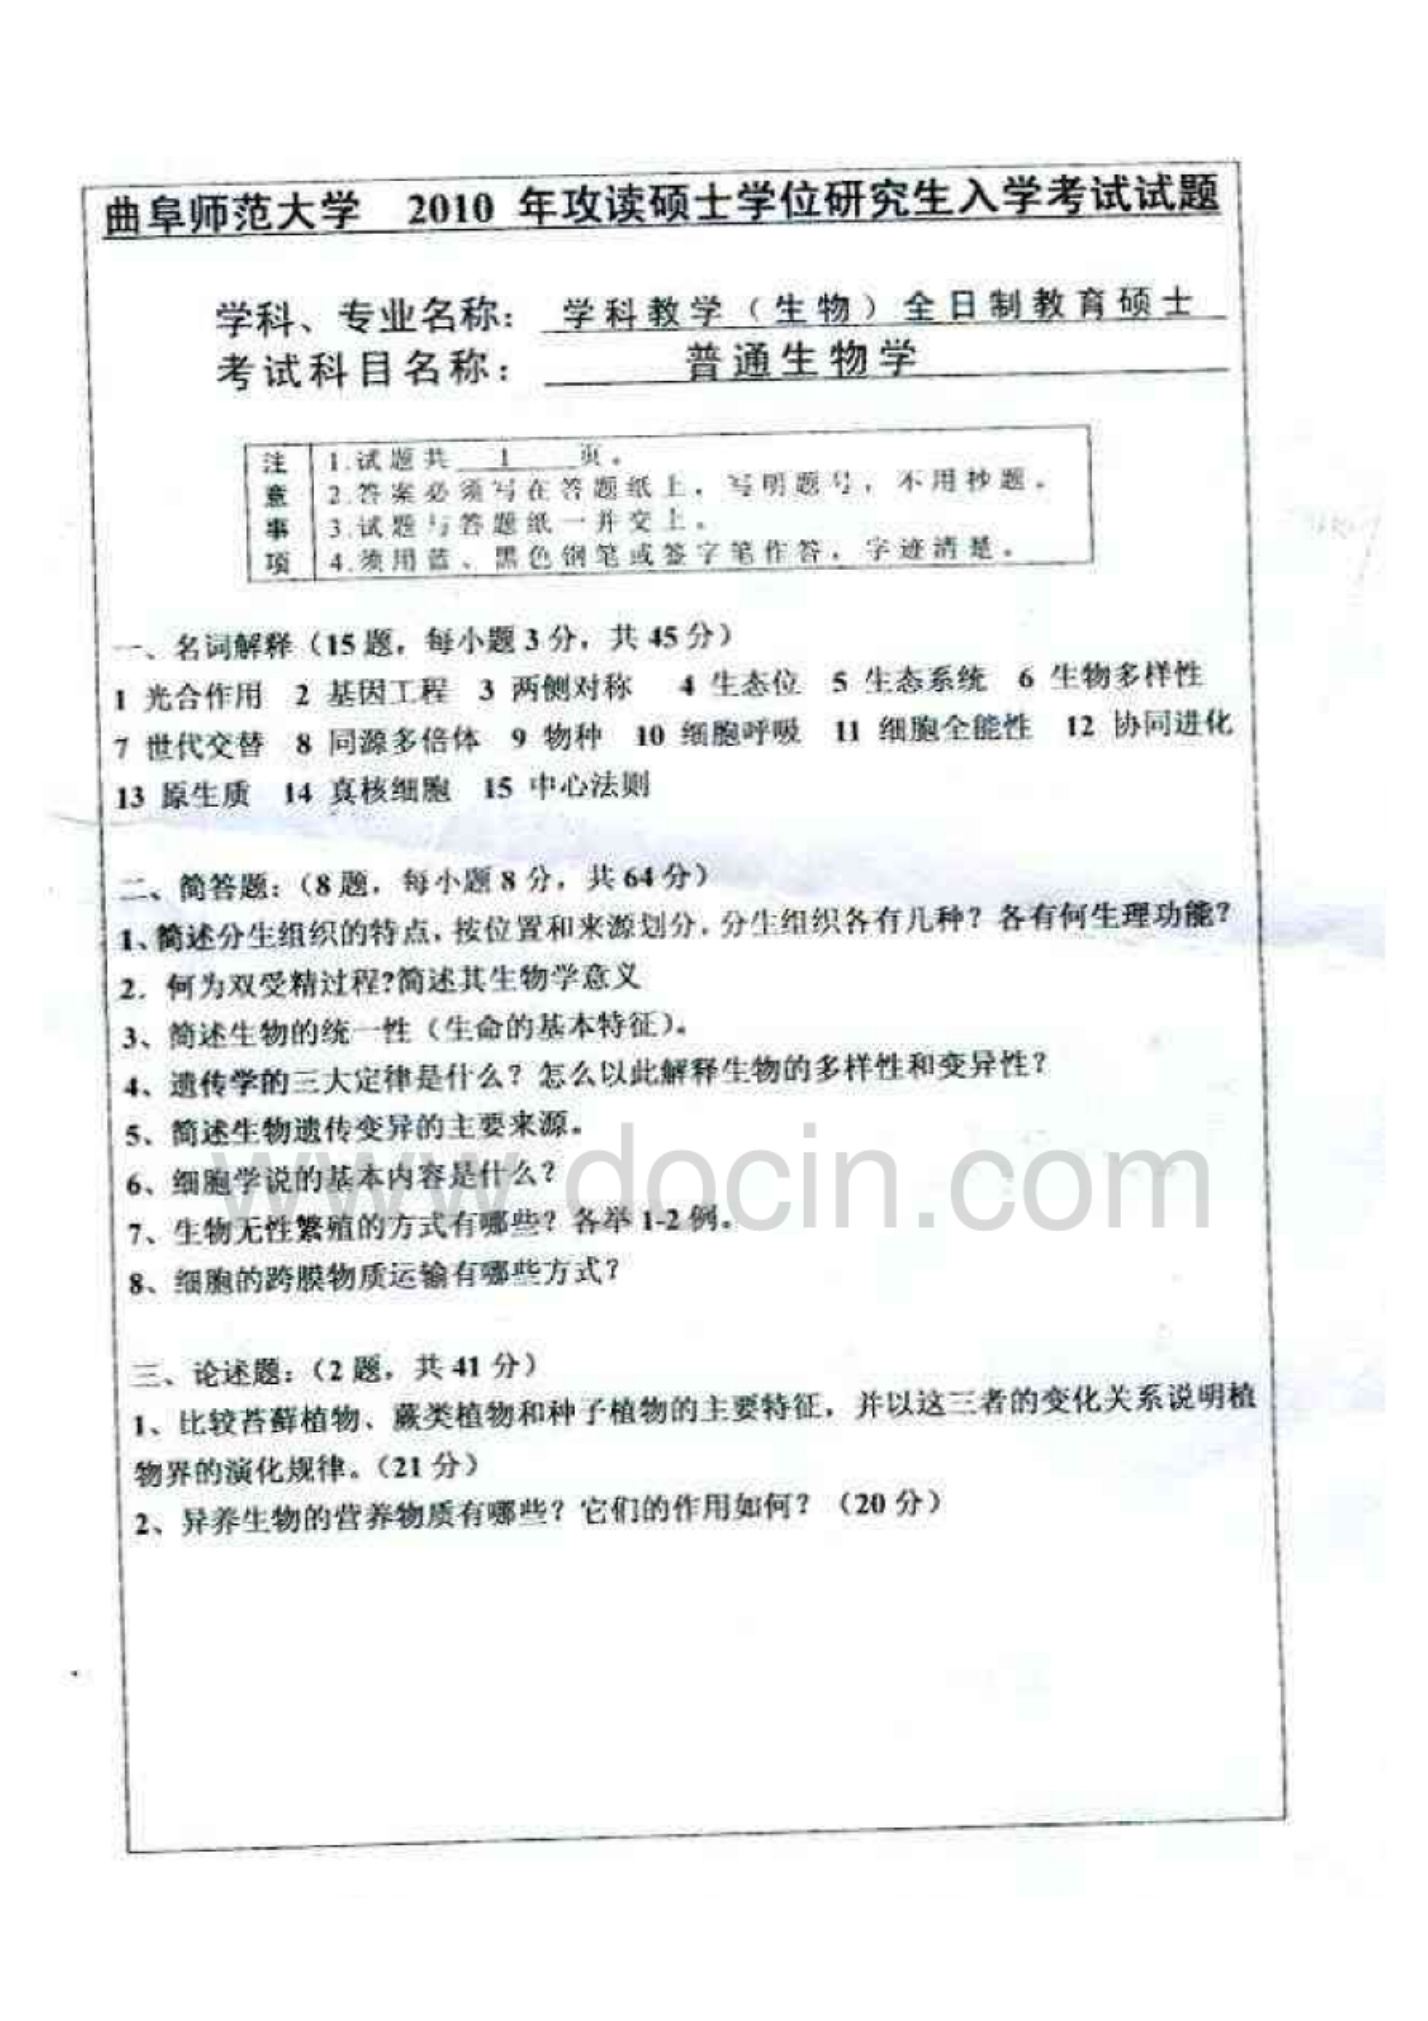 曲阜师范大学 2010 年攻读硕士学位研究生入学考试试题
学科、专业名称: 学科教学（生物）全日制教育硕士
考试科目名称: 普通生物学
注意事项
1.试题共 1 页。
2.答案必须写在答题纸上，写明题号，不用抄题。
3.试题与答题纸一并交上。
4.须用蓝、黑色钢笔或签字笔作答，字迹清楚。
一、名词解释（15题，每小题3分，共45分）
1 光合作用 2 基因工程 3 两侧对称 4 生态位 5 生态系统 6 生物多样性
7 世代交替 8 同源多倍体 9 物种 10 细胞呼吸 11 细胞全能性 12 协同进化
13 原生质 14 真核细胞 15 中心法则
二、简答题：（8题，每小题8分，共64分）
1、简述分生组织的特点，按位置和来源划分，分生组织各有几种？各有何生理功能？
2．何为双受精过程?简述其生物学意义
3、简述生物的统一性（生命的基本特征）。
4、遗传学的三大定律是什么？怎么以此解释生物的多样性和变异性？
5、简述生物遗传变异的主要来源。
6、细胞学说的基本内容是什么？
7、生物无性繁殖的方式有哪些？各举1-2例。
8、细胞的跨膜物质运输有哪些方式？
www.docin.com
三、论述题：（2题，共41分）
1、比较苔藓植物、蕨类植物和种子植物的主要特征，并以这三者的变化关系说明植
物界的演化规律。（21分）
2、异养生物的营养物质有哪些？它们的作用如何？（20分）